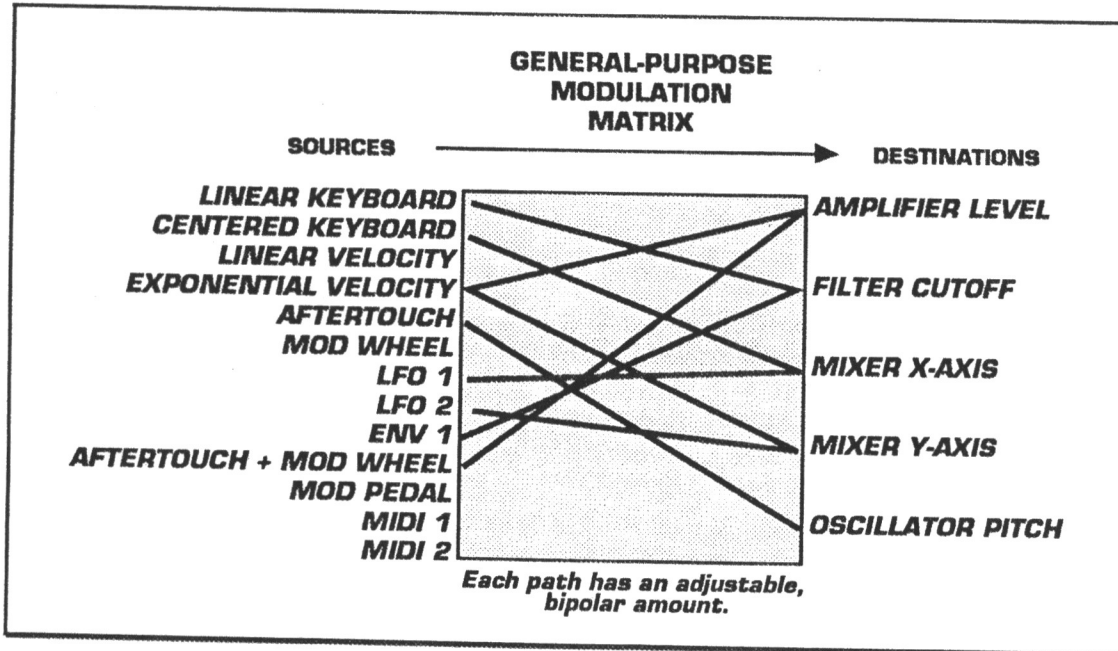 GENERAL-PURPOSE
MODULATION
MATRIX
SOURCES
DESTINATIONS
LINEAR KEYBOARD
CENTERED KEYBOARD
LINEAR VELOCITY
EXPONENTIAL VELOCITY
AFTERTOUCH
MOD WHEEL
LFO 1
LFO 2
ENV 1
AFTERTOUCH + MOD WHEEL
MOD PEDAL
MIDI 1
MIDI 2
AMPLIFIER LEVEL
FILTER CUTOFF
MIXER X-AXIS
MIXER Y-AXIS
OSCILLATOR PITCH
Each path has an adjustable,
bipolar amount.